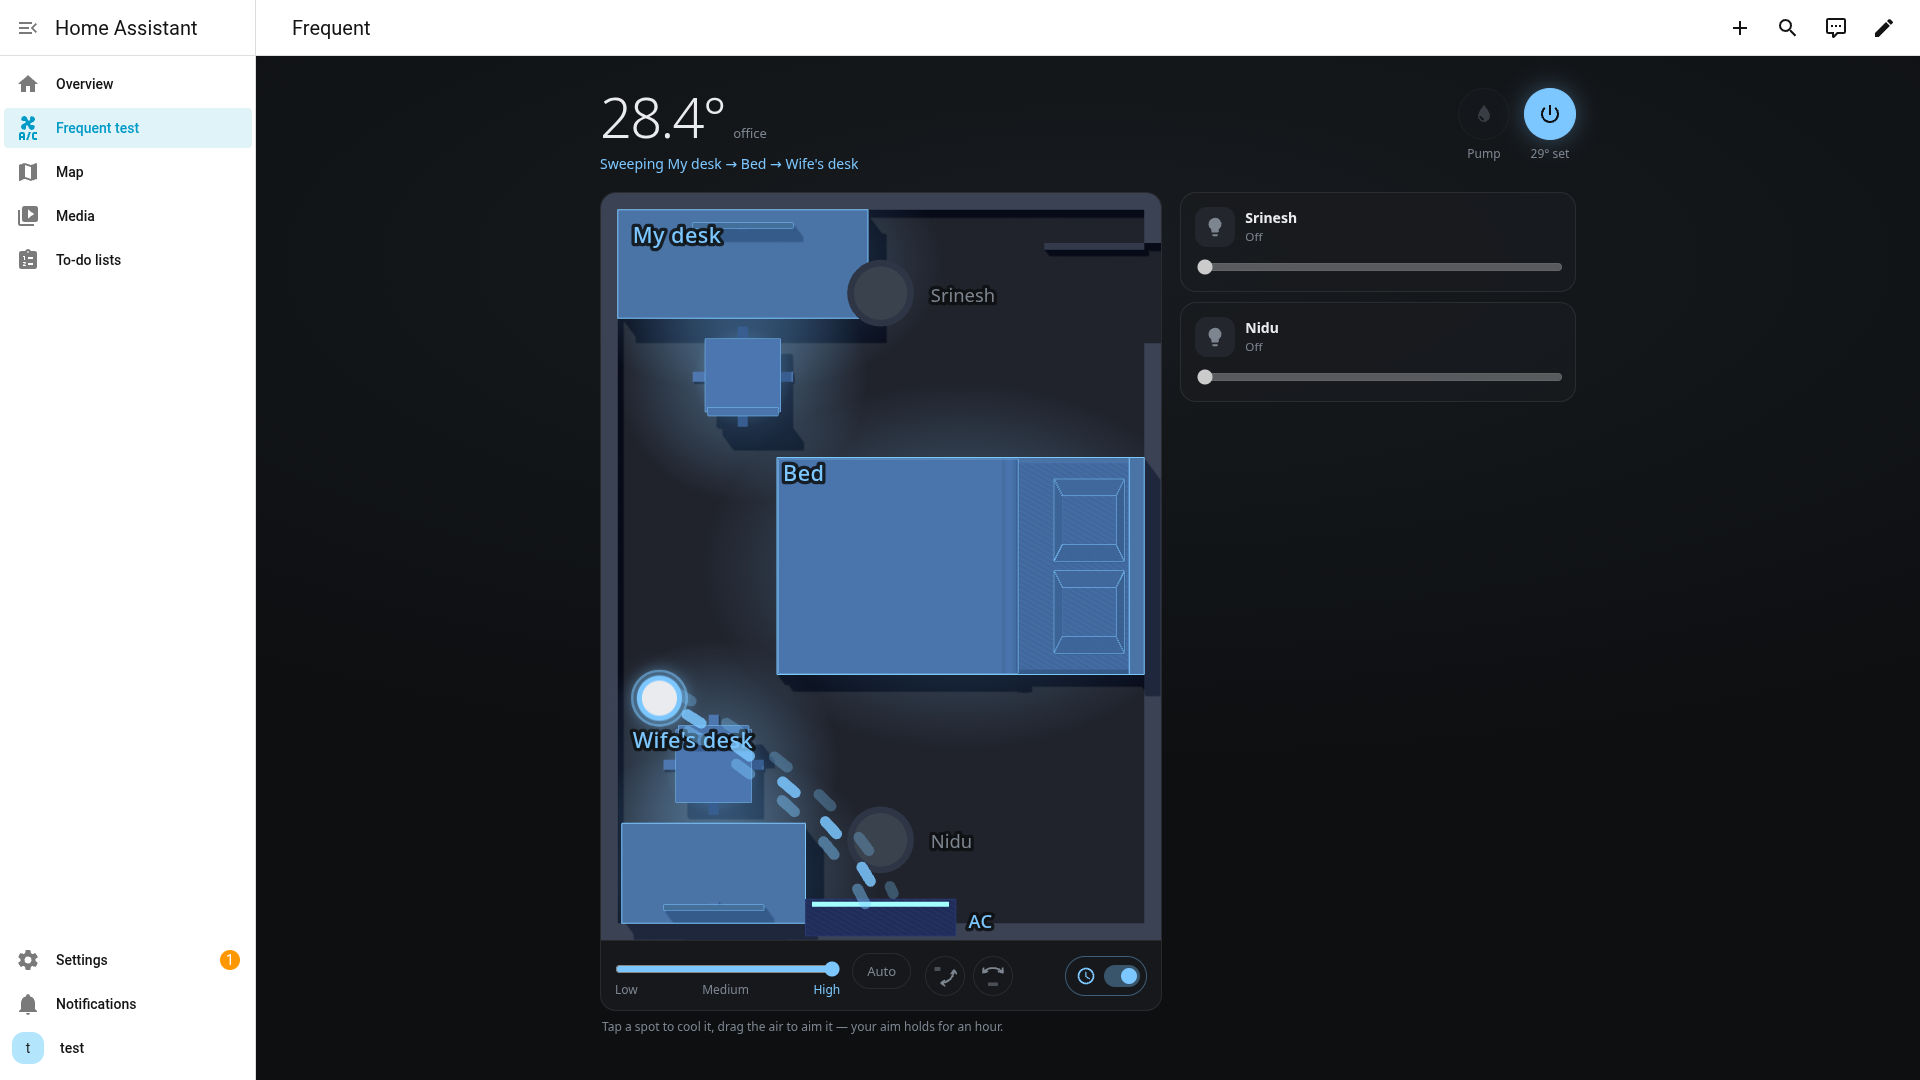 Home Assistant
Frequent
Overview
Frequent test
A/C
Map
Media
To-do lists
Settings
1
Notifications
t
test
28.4° office
Sweeping My desk → Bed → Wife's desk
Pump
29° set
My desk
Srinesh
Bed
Wife's desk
Nidu
AC
Low
Medium
High
Auto
Tap a spot to cool it, drag the air to aim it — your aim holds for an hour.
Srinesh
Off
Nidu
Off